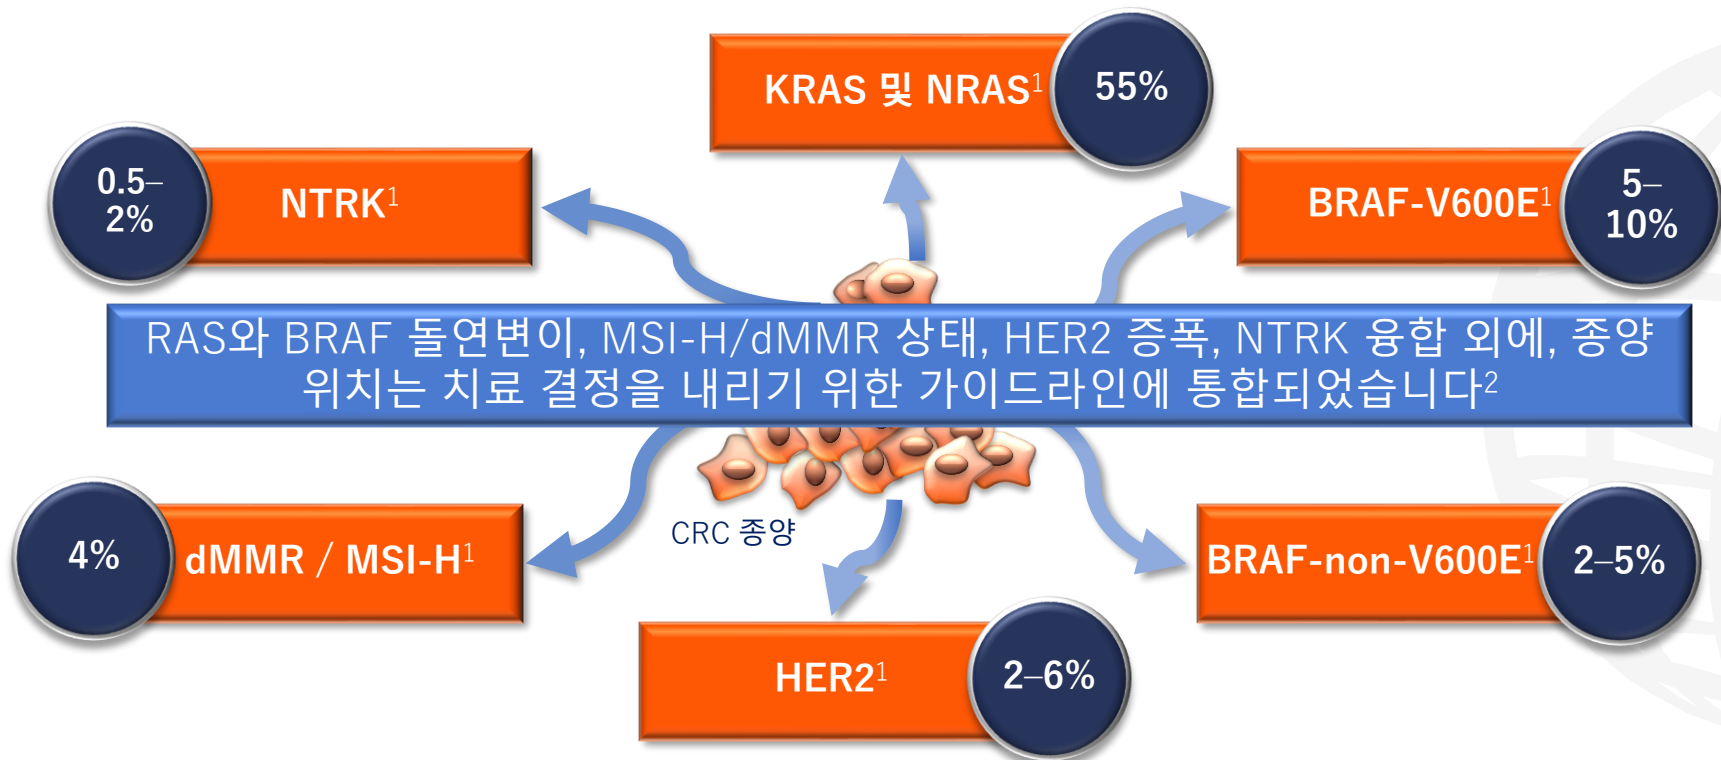 KRAS 및 NRAS¹
55%
0.5–
2%
NTRK¹
BRAF-V600E¹
5–
10%
RAS와 BRAF 돌연변이, MSI-H/dMMR 상태, HER2 증폭, NTRK 융합 외에, 종양
위치는 치료 결정을 내리기 위한 가이드라인에 통합되었습니다²
CRC 종양
4%
dMMR / MSI-H¹
BRAF-non-V600E¹
2–5%
HER2¹
2–6%